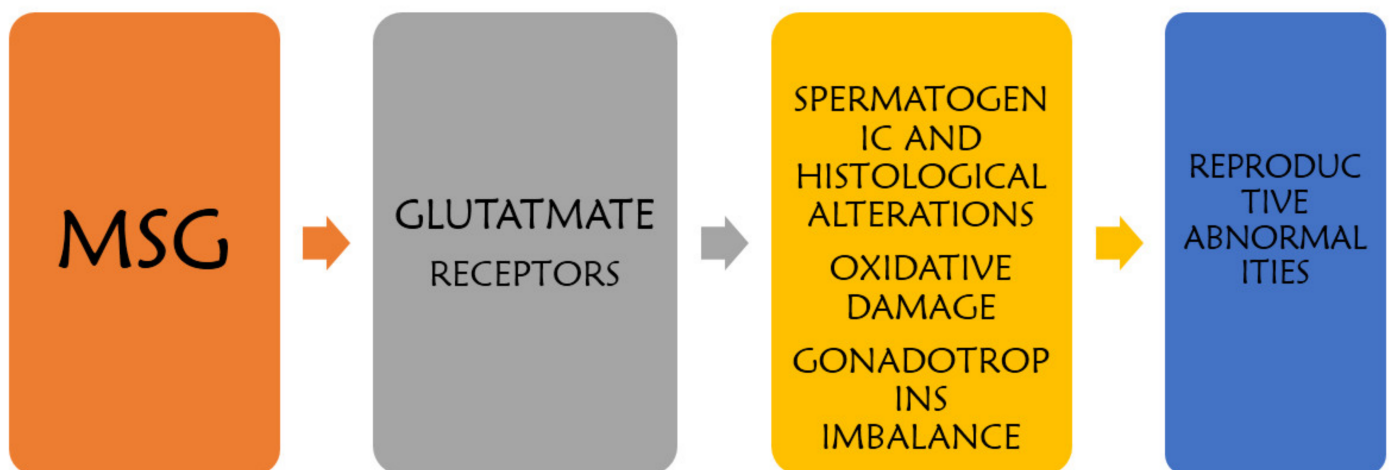 MSG
GLUTATMATE
RECEPTORS
SPERMATOGEN
IC AND
HISTOLOGICAL
ALTERATIONS
OXIDATIVE
DAMAGE
GONADOTROP
INS
IMBALANCE
REPRODUC
TIVE
ABNORMAL
ITIES